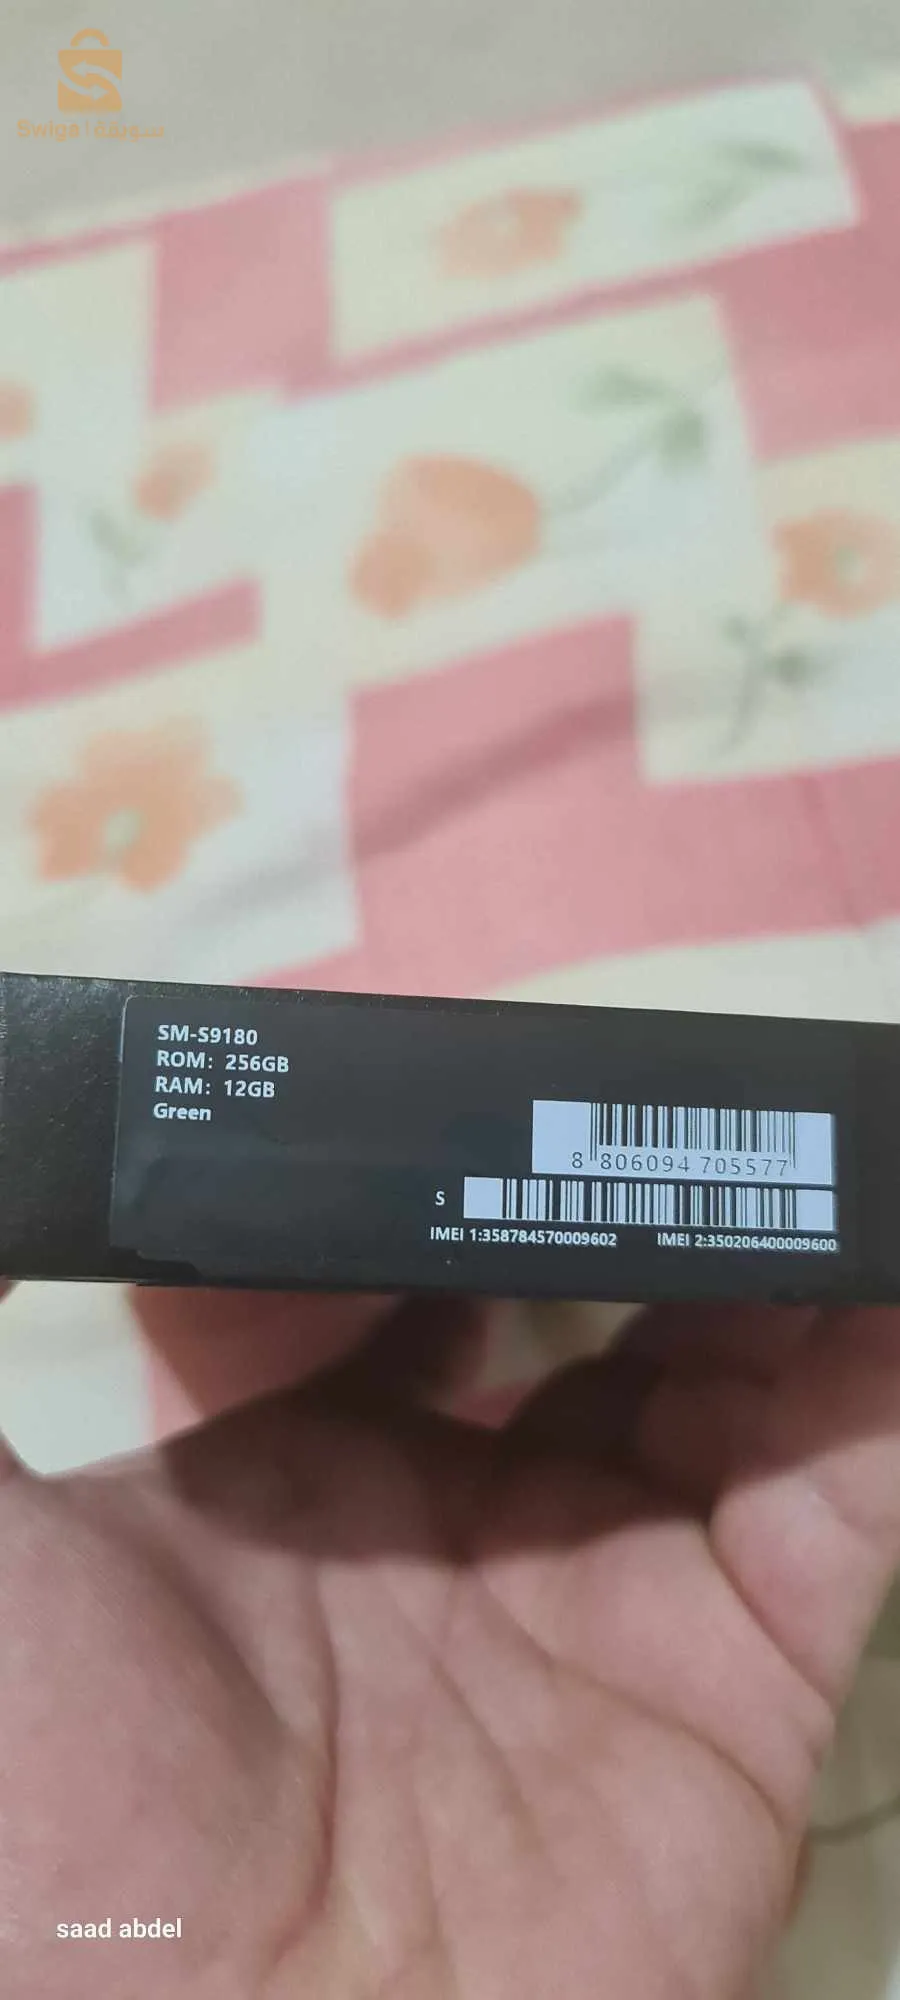 Swiga | سويقة
SM-S9180
ROM: 256GB
RAM: 12GB
Green
8 806094 705577
S
IMEI 1:358784570009602 IMEI 2:350206400009600
saad abdel